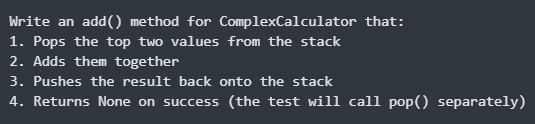 Write an add() method for ComplexCalculator that:
1. Pops the top two values from the stack
2. Adds them together
3. Pushes the result back onto the stack
4. Returns None on success (the test will call pop() separately)